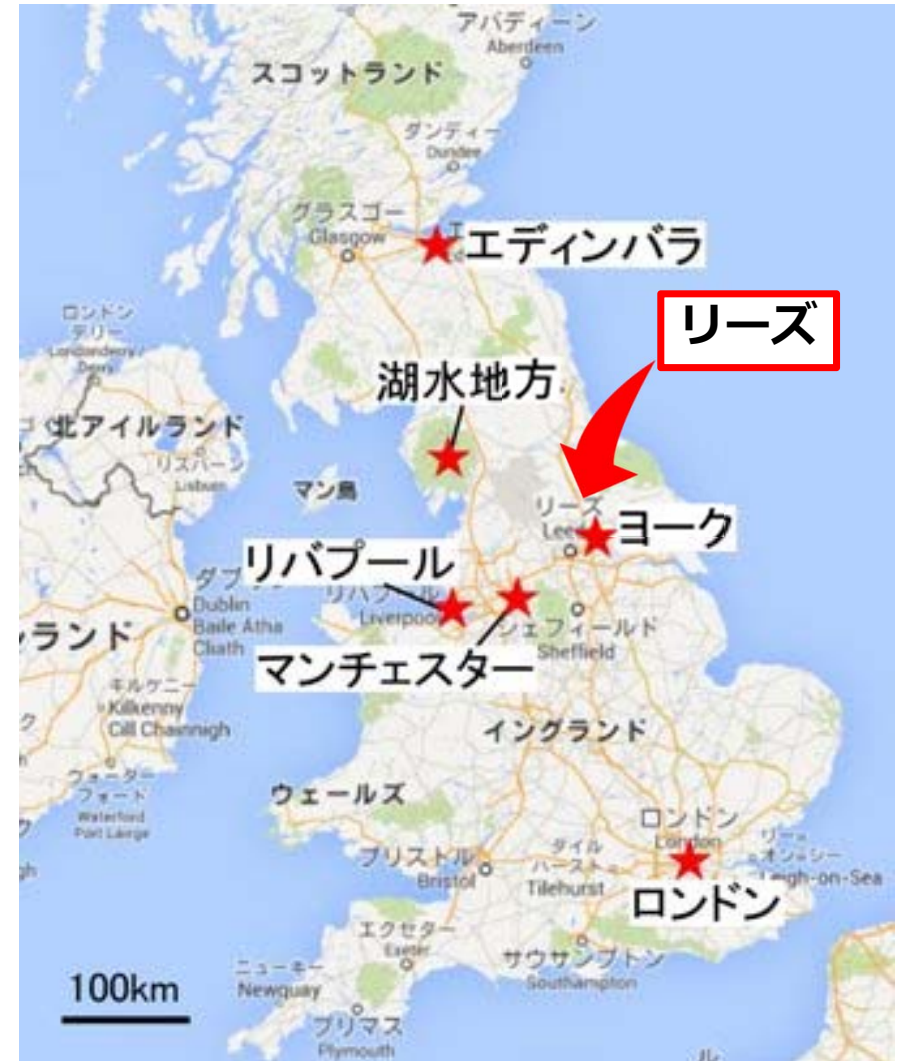 アバディーン
Aberdeen
スコットランド
ダンディー
Dundee
グラスゴー
Glasgow
エディンバラ
リーズ
ロンドン
デリー
Londonderry /
Derry
湖水地方
北アイルランド
リスバーン
Lisburn
マン島
リーズ
Leeds
ヨーク
リバプール
リバプール
Liverpool
ダブリン
Dublin
Baile Atha
Cliath
ランド
マンチェスター
シェフィールド
Sheffield
キルケニー
Kilkenny
Cill Chainnigh
イングランド
ウォーター
フォート
Waterford
Port Lairge
ウェールズ
ロンドン
London
ブリストル
Bristol
タイル
ハースト
Tilehurst
リー=
オン=シー
Leigh-on-Sea
ロンドン
エクセター
Exeter
サウサンプトン
Southampton
ニューキー
Newquay
100km
プリマス
Plymouth
ル